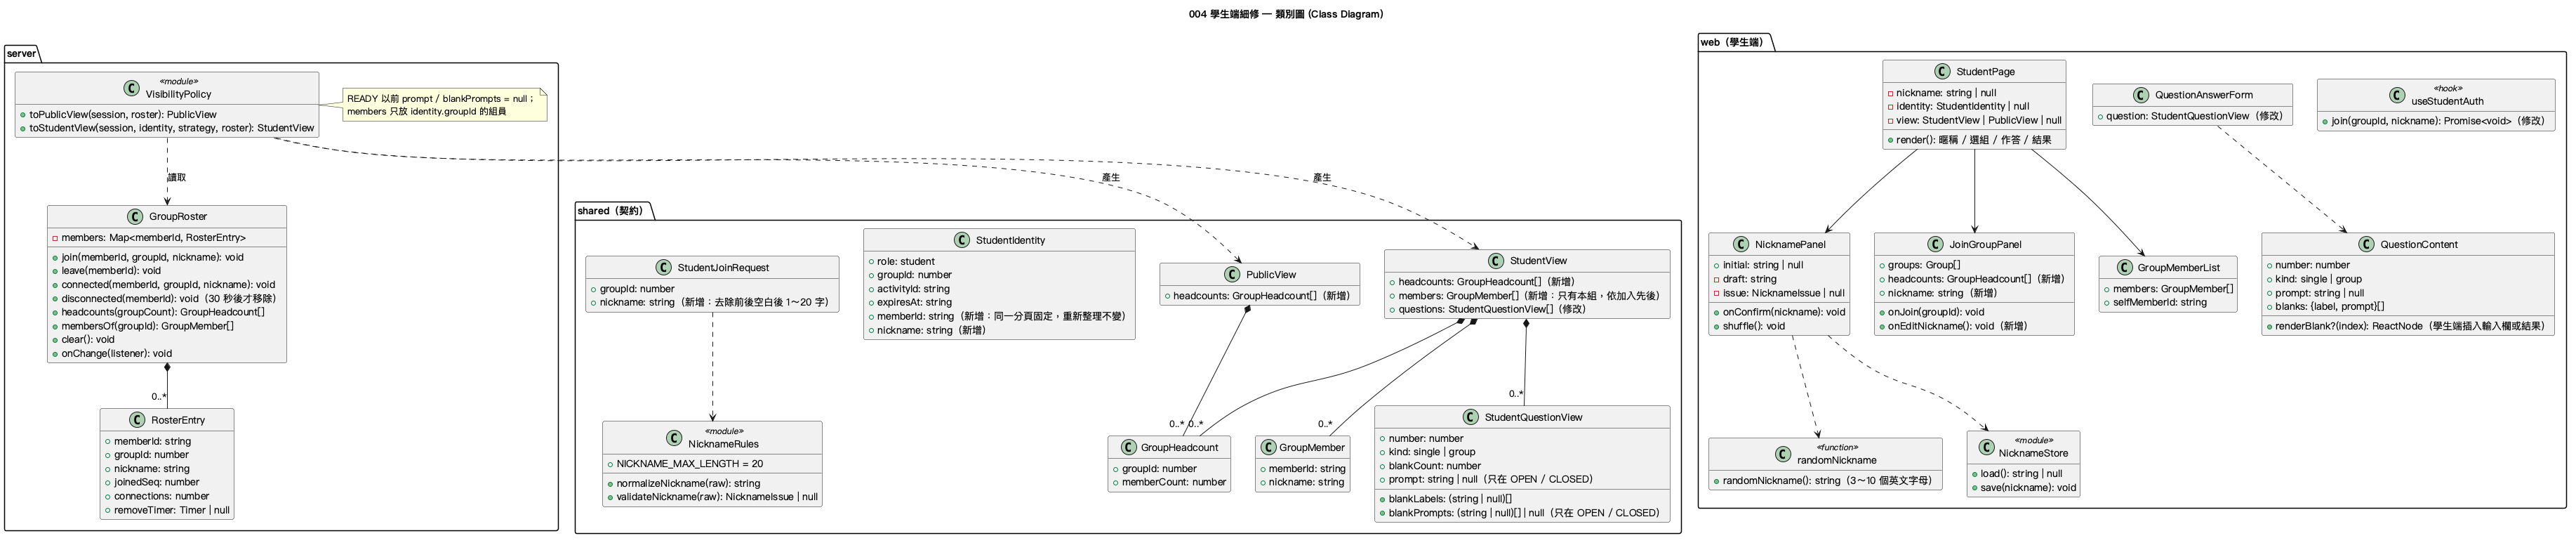 004 學生端細修 — 類別圖 (Class Diagram)
server
«module»
VisibilityPolicy
toPublicView(session, roster): PublicView
toStudentView(session, identity, strategy, roster): StudentView
READY 以前 prompt / blankPrompts = null；
members 只放 identity.groupId 的組員
讀取
GroupRoster
members: Map<memberId, RosterEntry>
join(memberId, groupId, nickname): void
leave(memberId): void
connected(memberId, groupId, nickname): void
disconnected(memberId): void（30 秒後才移除）
headcounts(groupCount): GroupHeadcount[]
membersOf(groupId): GroupMember[]
clear(): void
onChange(listener): void
0..*
RosterEntry
memberId: string
groupId: number
nickname: string
joinedSeq: number
connections: number
removeTimer: Timer | null
產生
產生
shared（契約）
StudentJoinRequest
groupId: number
nickname: string（新增：去除前後空白後 1～20 字）
StudentIdentity
role: student
groupId: number
activityId: string
expiresAt: string
memberId: string（新增：同一分頁固定，重新整理不變）
nickname: string（新增）
PublicView
headcounts: GroupHeadcount[]（新增）
StudentView
headcounts: GroupHeadcount[]（新增）
members: GroupMember[]（新增：只有本組，依加入先後）
questions: StudentQuestionView[]（修改）
«module»
NicknameRules
NICKNAME_MAX_LENGTH = 20
normalizeNickname(raw): string
validateNickname(raw): NicknameIssue | null
0..*
0..*
GroupHeadcount
groupId: number
memberCount: number
0..*
GroupMember
memberId: string
nickname: string
0..*
StudentQuestionView
number: number
kind: single | group
blankCount: number
prompt: string | null（只在 OPEN / CLOSED）
blankLabels: (string | null)[]
blankPrompts: (string | null)[] | null（只在 OPEN / CLOSED）
web（學生端）
StudentPage
nickname: string | null
identity: StudentIdentity | null
view: StudentView | PublicView | null
render(): 暱稱 / 選組 / 作答 / 結果
QuestionAnswerForm
question: StudentQuestionView（修改）
«hook»
useStudentAuth
join(groupId, nickname): Promise<void>（修改）
NicknamePanel
initial: string | null
draft: string
issue: NicknameIssue | null
onConfirm(nickname): void
shuffle(): void
JoinGroupPanel
groups: Group[]
headcounts: GroupHeadcount[]（新增）
nickname: string（新增）
onJoin(groupId): void
onEditNickname(): void（新增）
GroupMemberList
members: GroupMember[]
selfMemberId: string
QuestionContent
number: number
kind: single | group
prompt: string | null
blanks: {label, prompt}[]
renderBlank?(index): ReactNode（學生端插入輸入欄或結果）
«function»
randomNickname
randomNickname(): string（3～10 個英文字母）
«module»
NicknameStore
load(): string | null
save(nickname): void